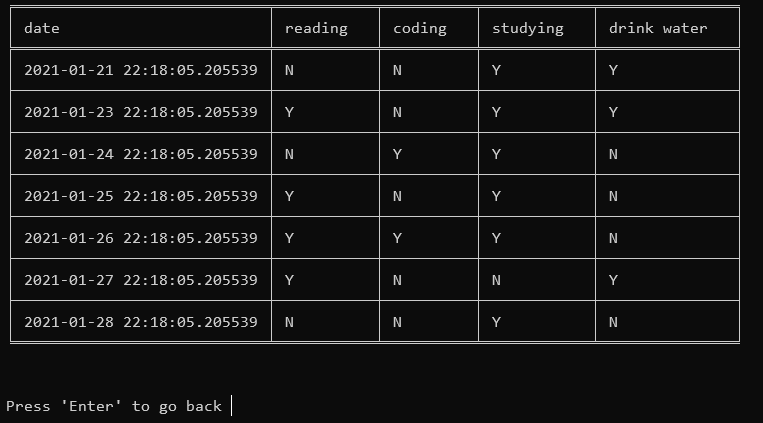 date reading coding studying drink water
2021-01-21 22:18:05.205539 N N Y Y
2021-01-23 22:18:05.205539 Y N Y Y
2021-01-24 22:18:05.205539 N Y Y N
2021-01-25 22:18:05.205539 Y N Y N
2021-01-26 22:18:05.205539 Y Y Y N
2021-01-27 22:18:05.205539 Y N N Y
2021-01-28 22:18:05.205539 N N Y N
Press 'Enter' to go back